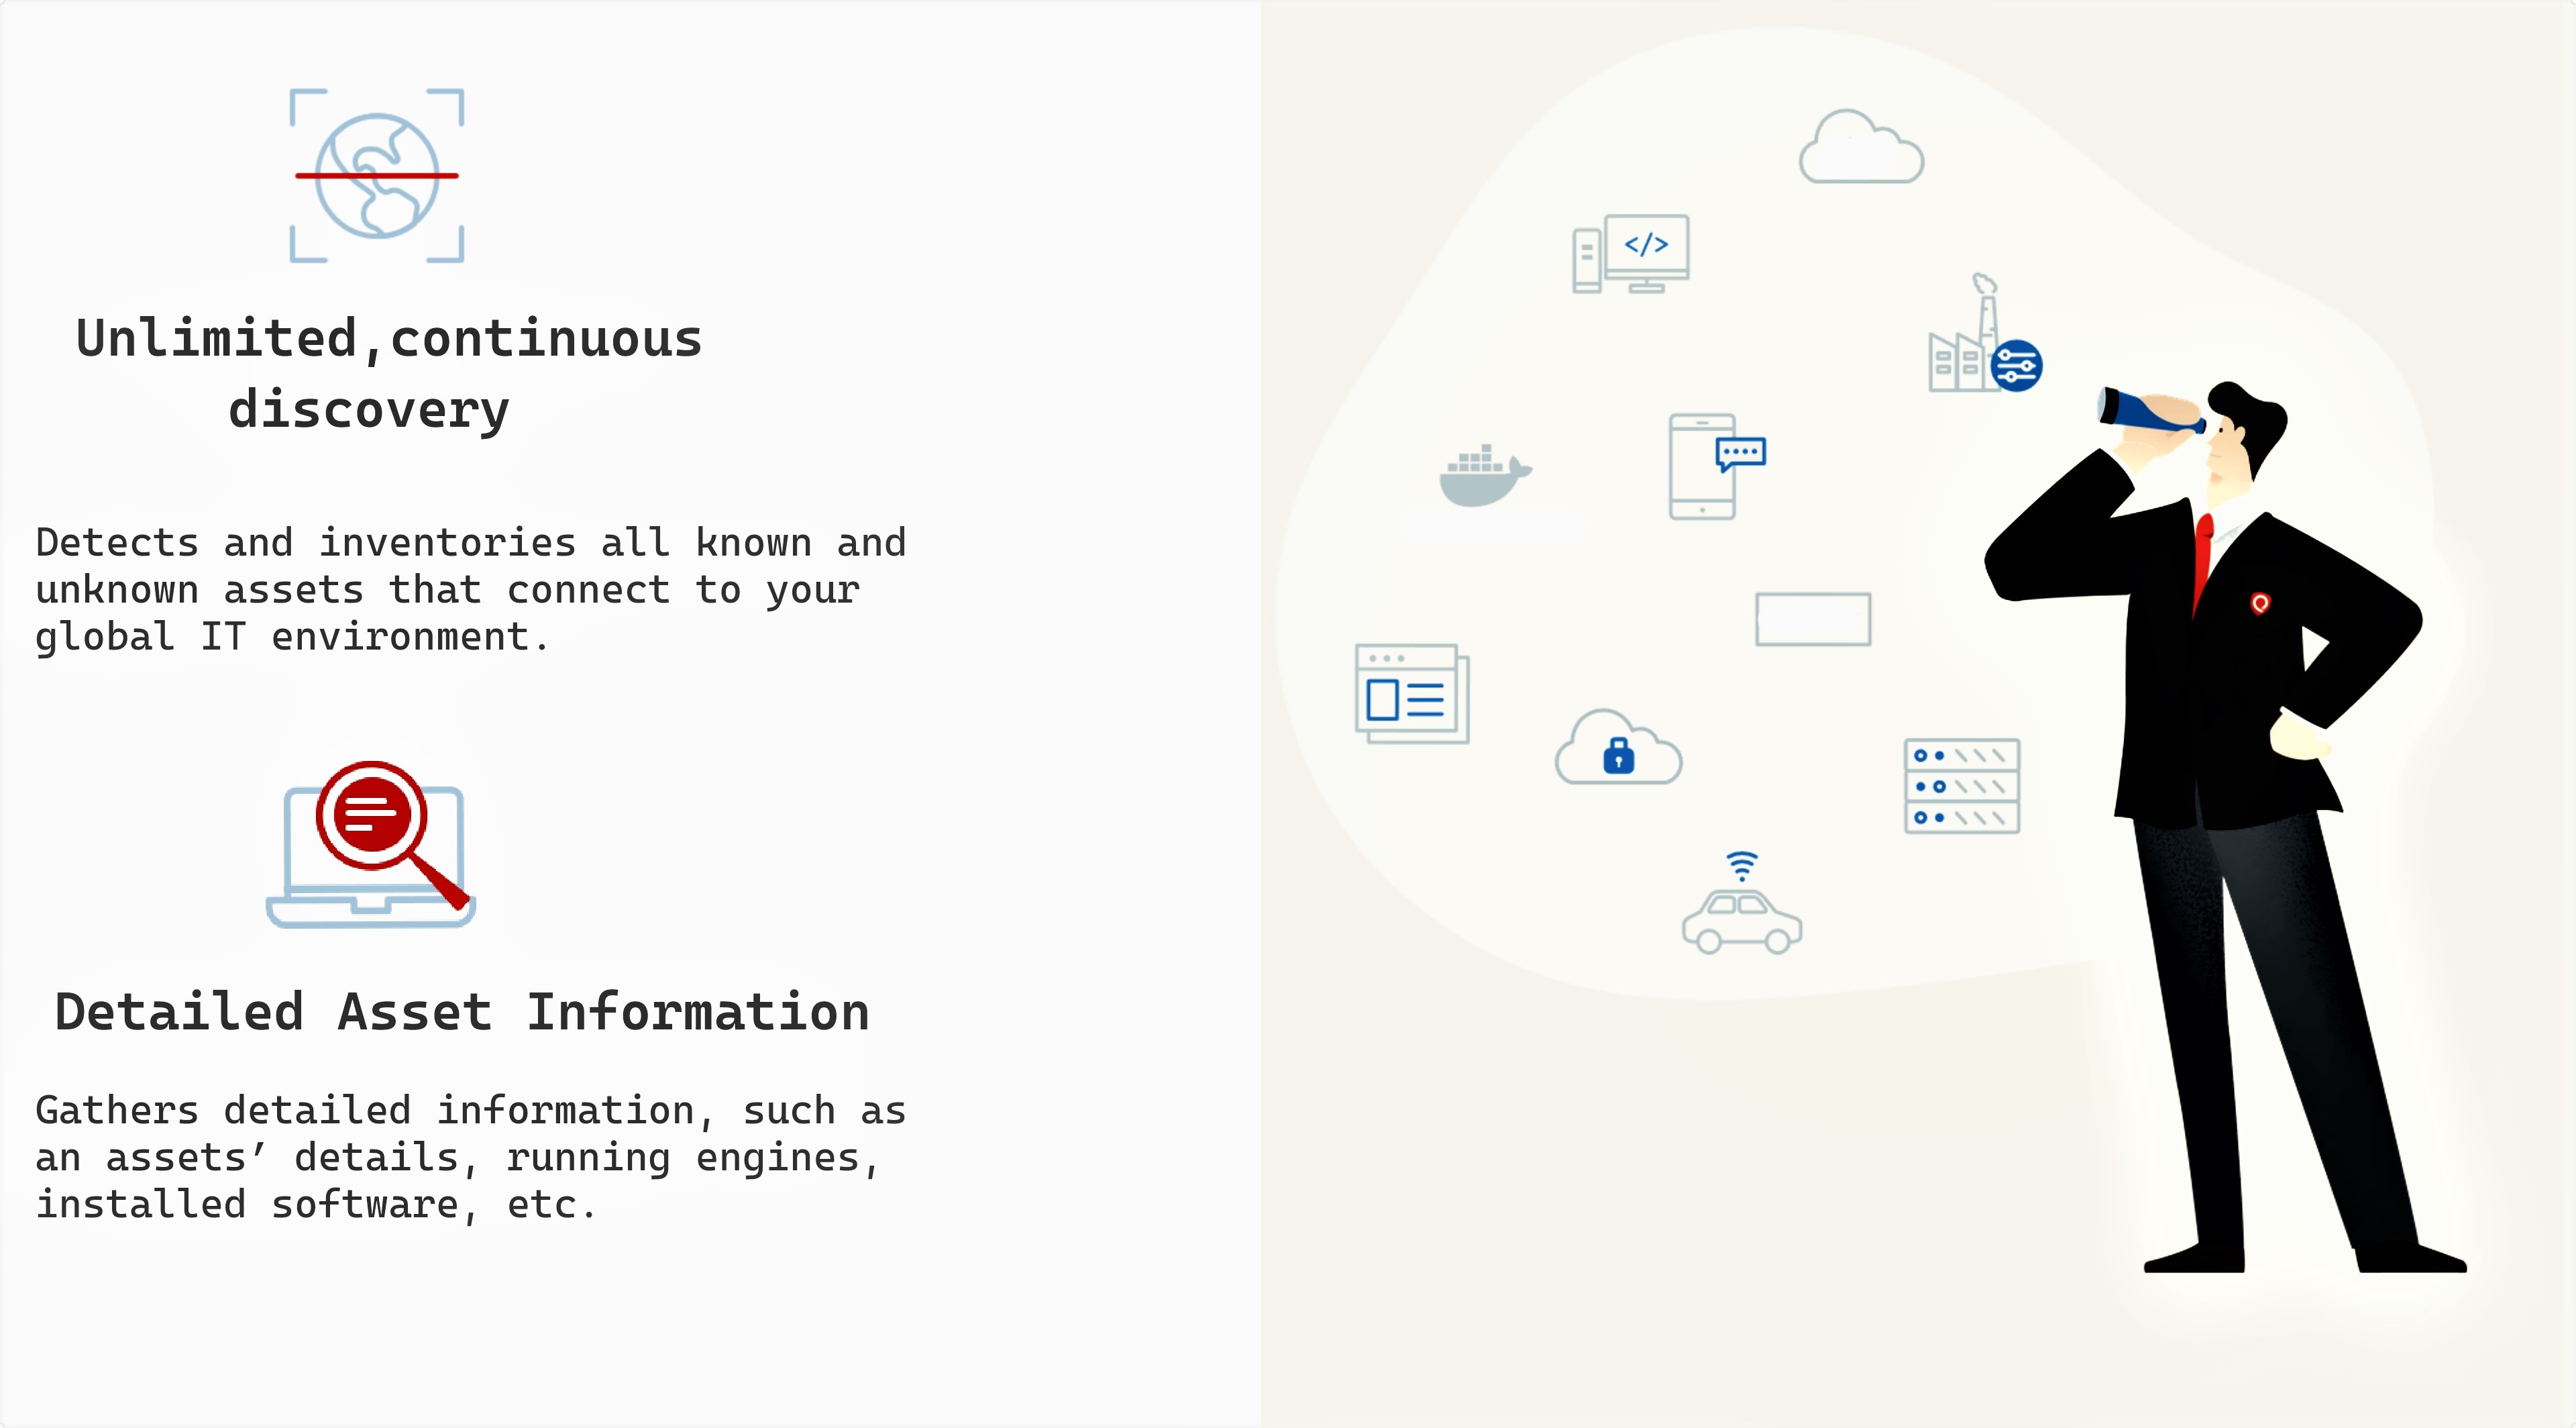 Unlimited,continuous
discovery
Detects and inventories all known and
unknown assets that connect to your
global IT environment.
Detailed Asset Information
Gathers detailed information, such as
an assets’ details, running engines,
installed software, etc.
</>